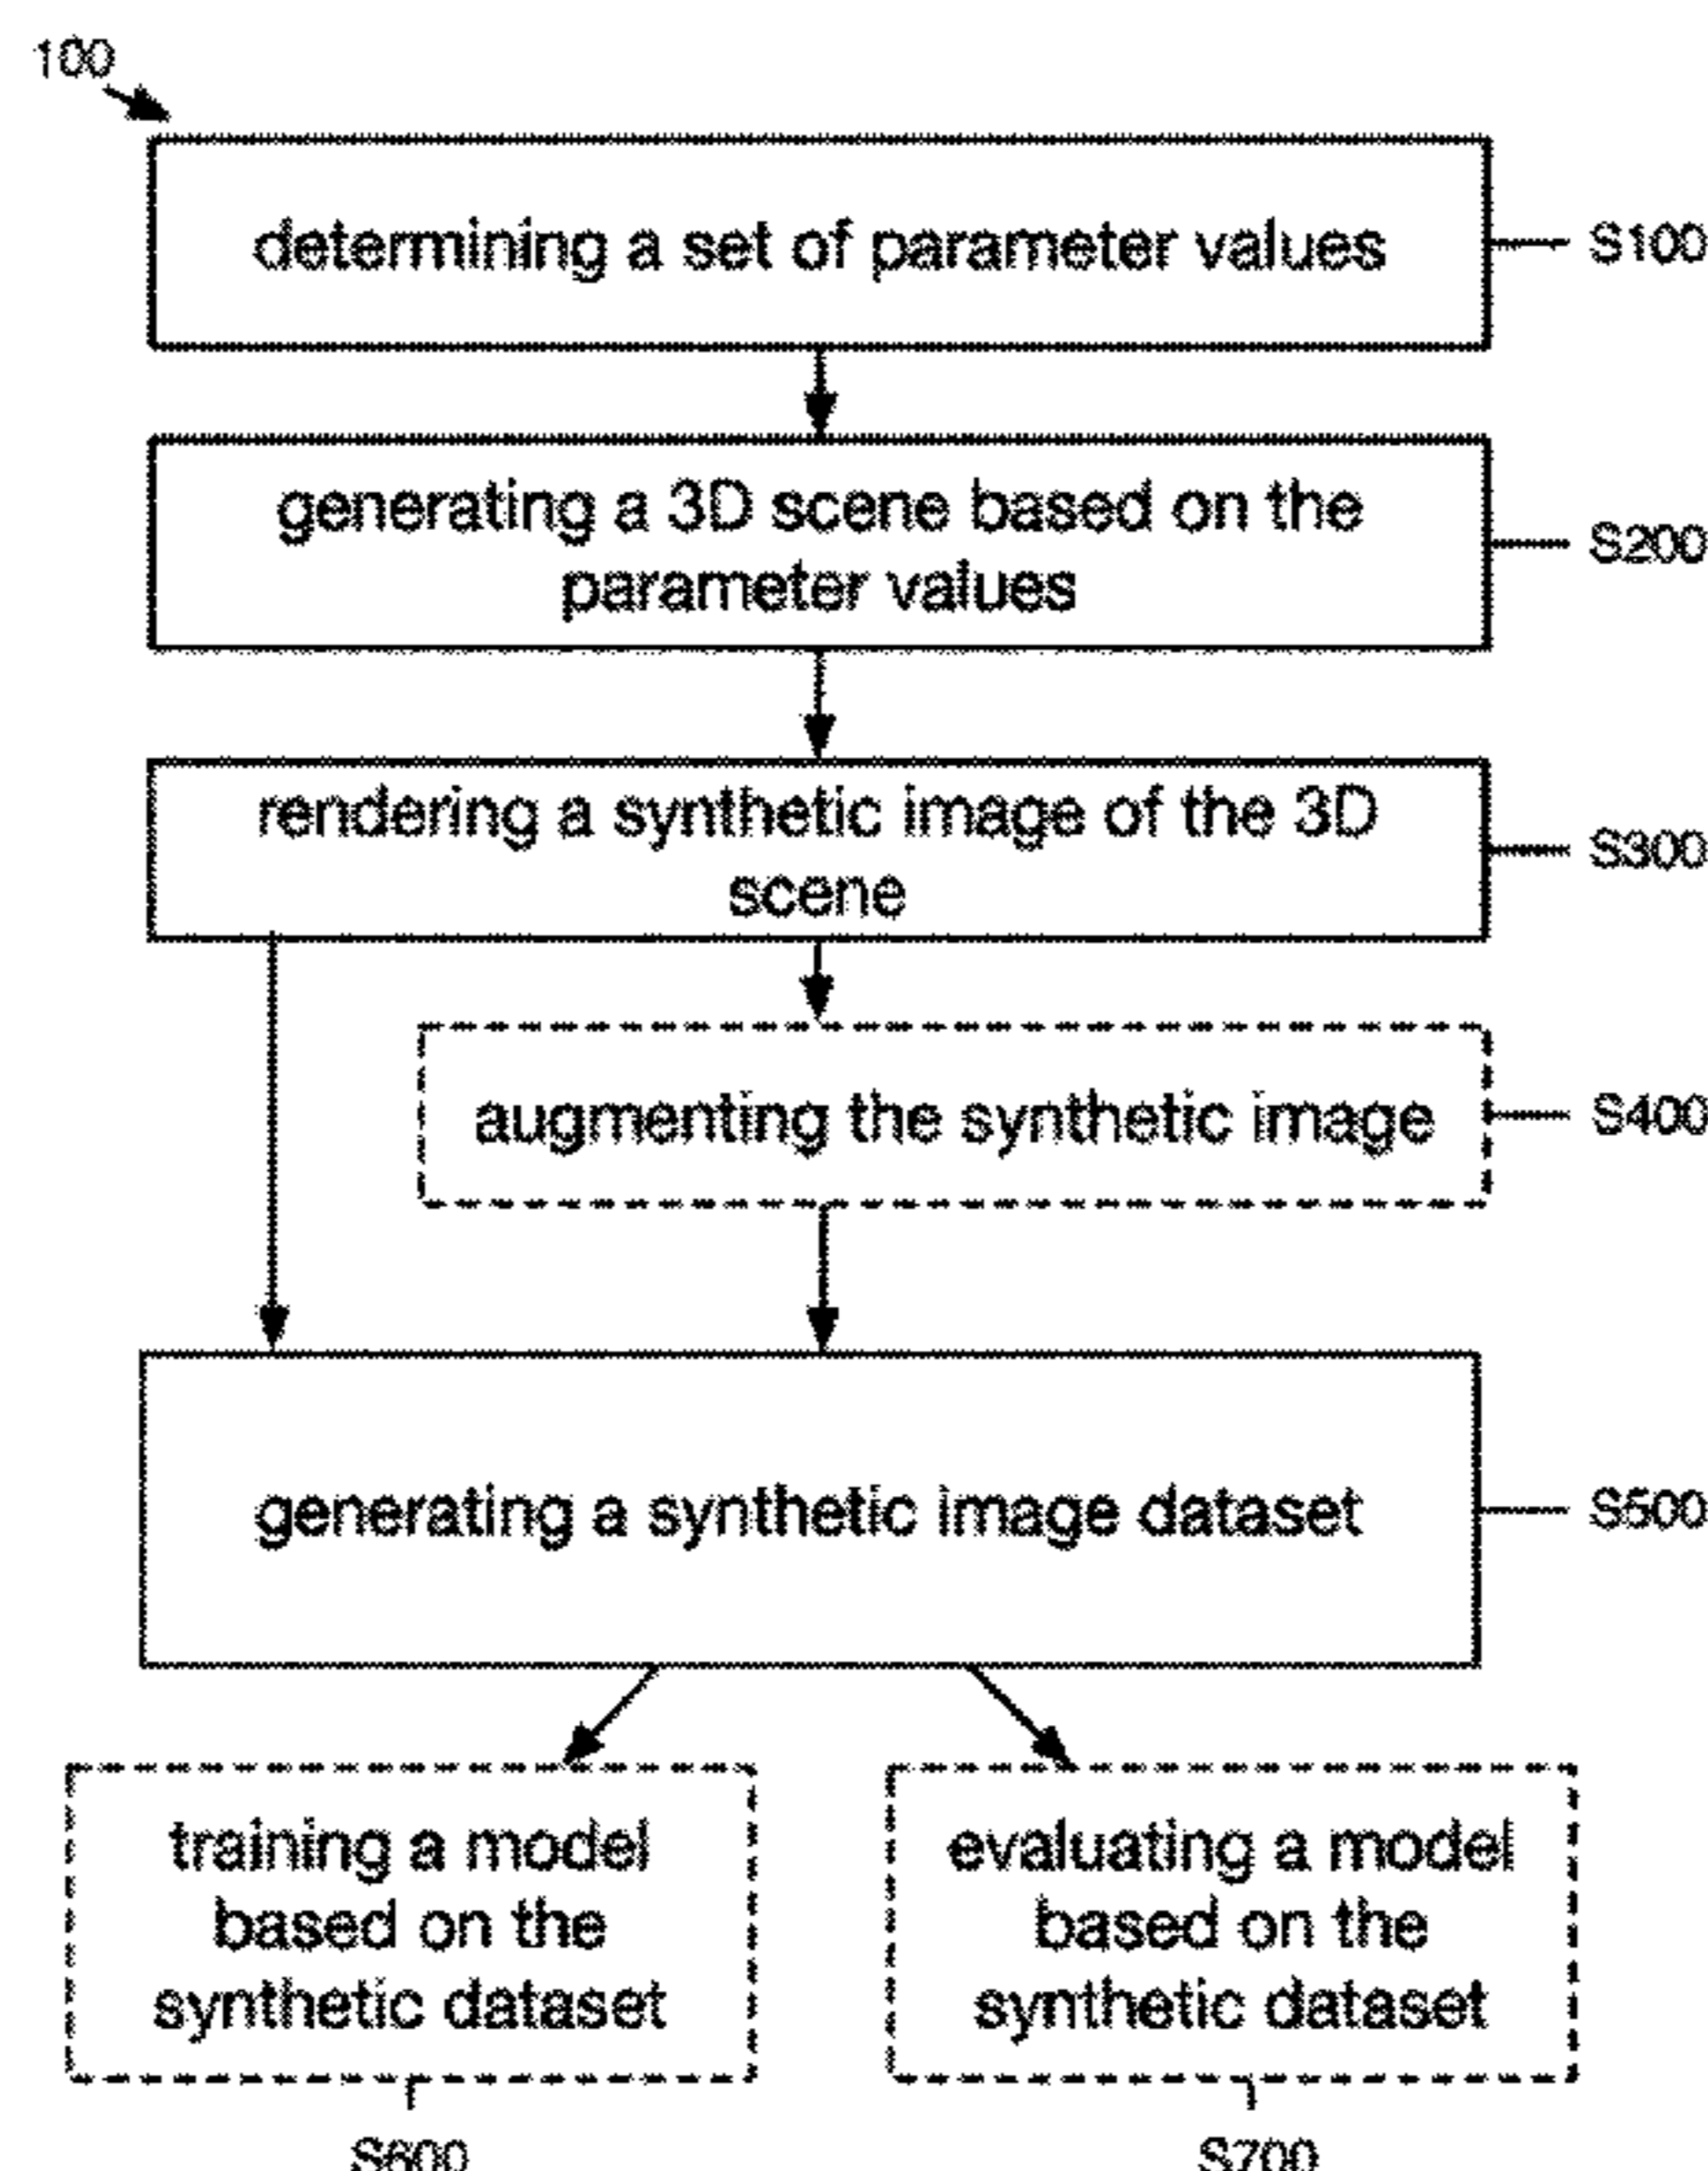 100
determining a set of parameter values
S100
generating a 3D scene based on the
parameter values
S200
rendering a synthetic image of the 3D
scene
S300
augmenting the synthetic image
S400
generating a synthetic image dataset
S500
training a model
based on the
synthetic dataset
S600
evaluating a model
based on the
synthetic dataset
S700